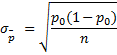 σ_p̄ = √(p₀(1 − p₀)/n)